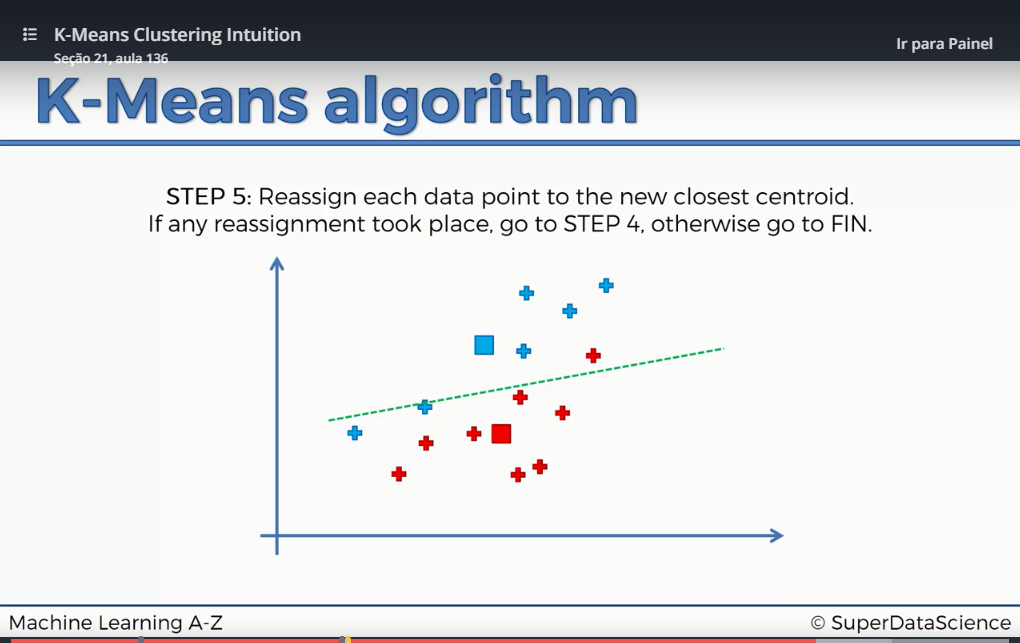 K-Means Clustering Intuition
Ir para Painel
Seção 21, aula 136
K-Means algorithm
STEP 5: Reassign each data point to the new closest centroid.
If any reassignment took place, go to STEP 4, otherwise go to FIN.
Machine Learning A-Z
© SuperDataScience